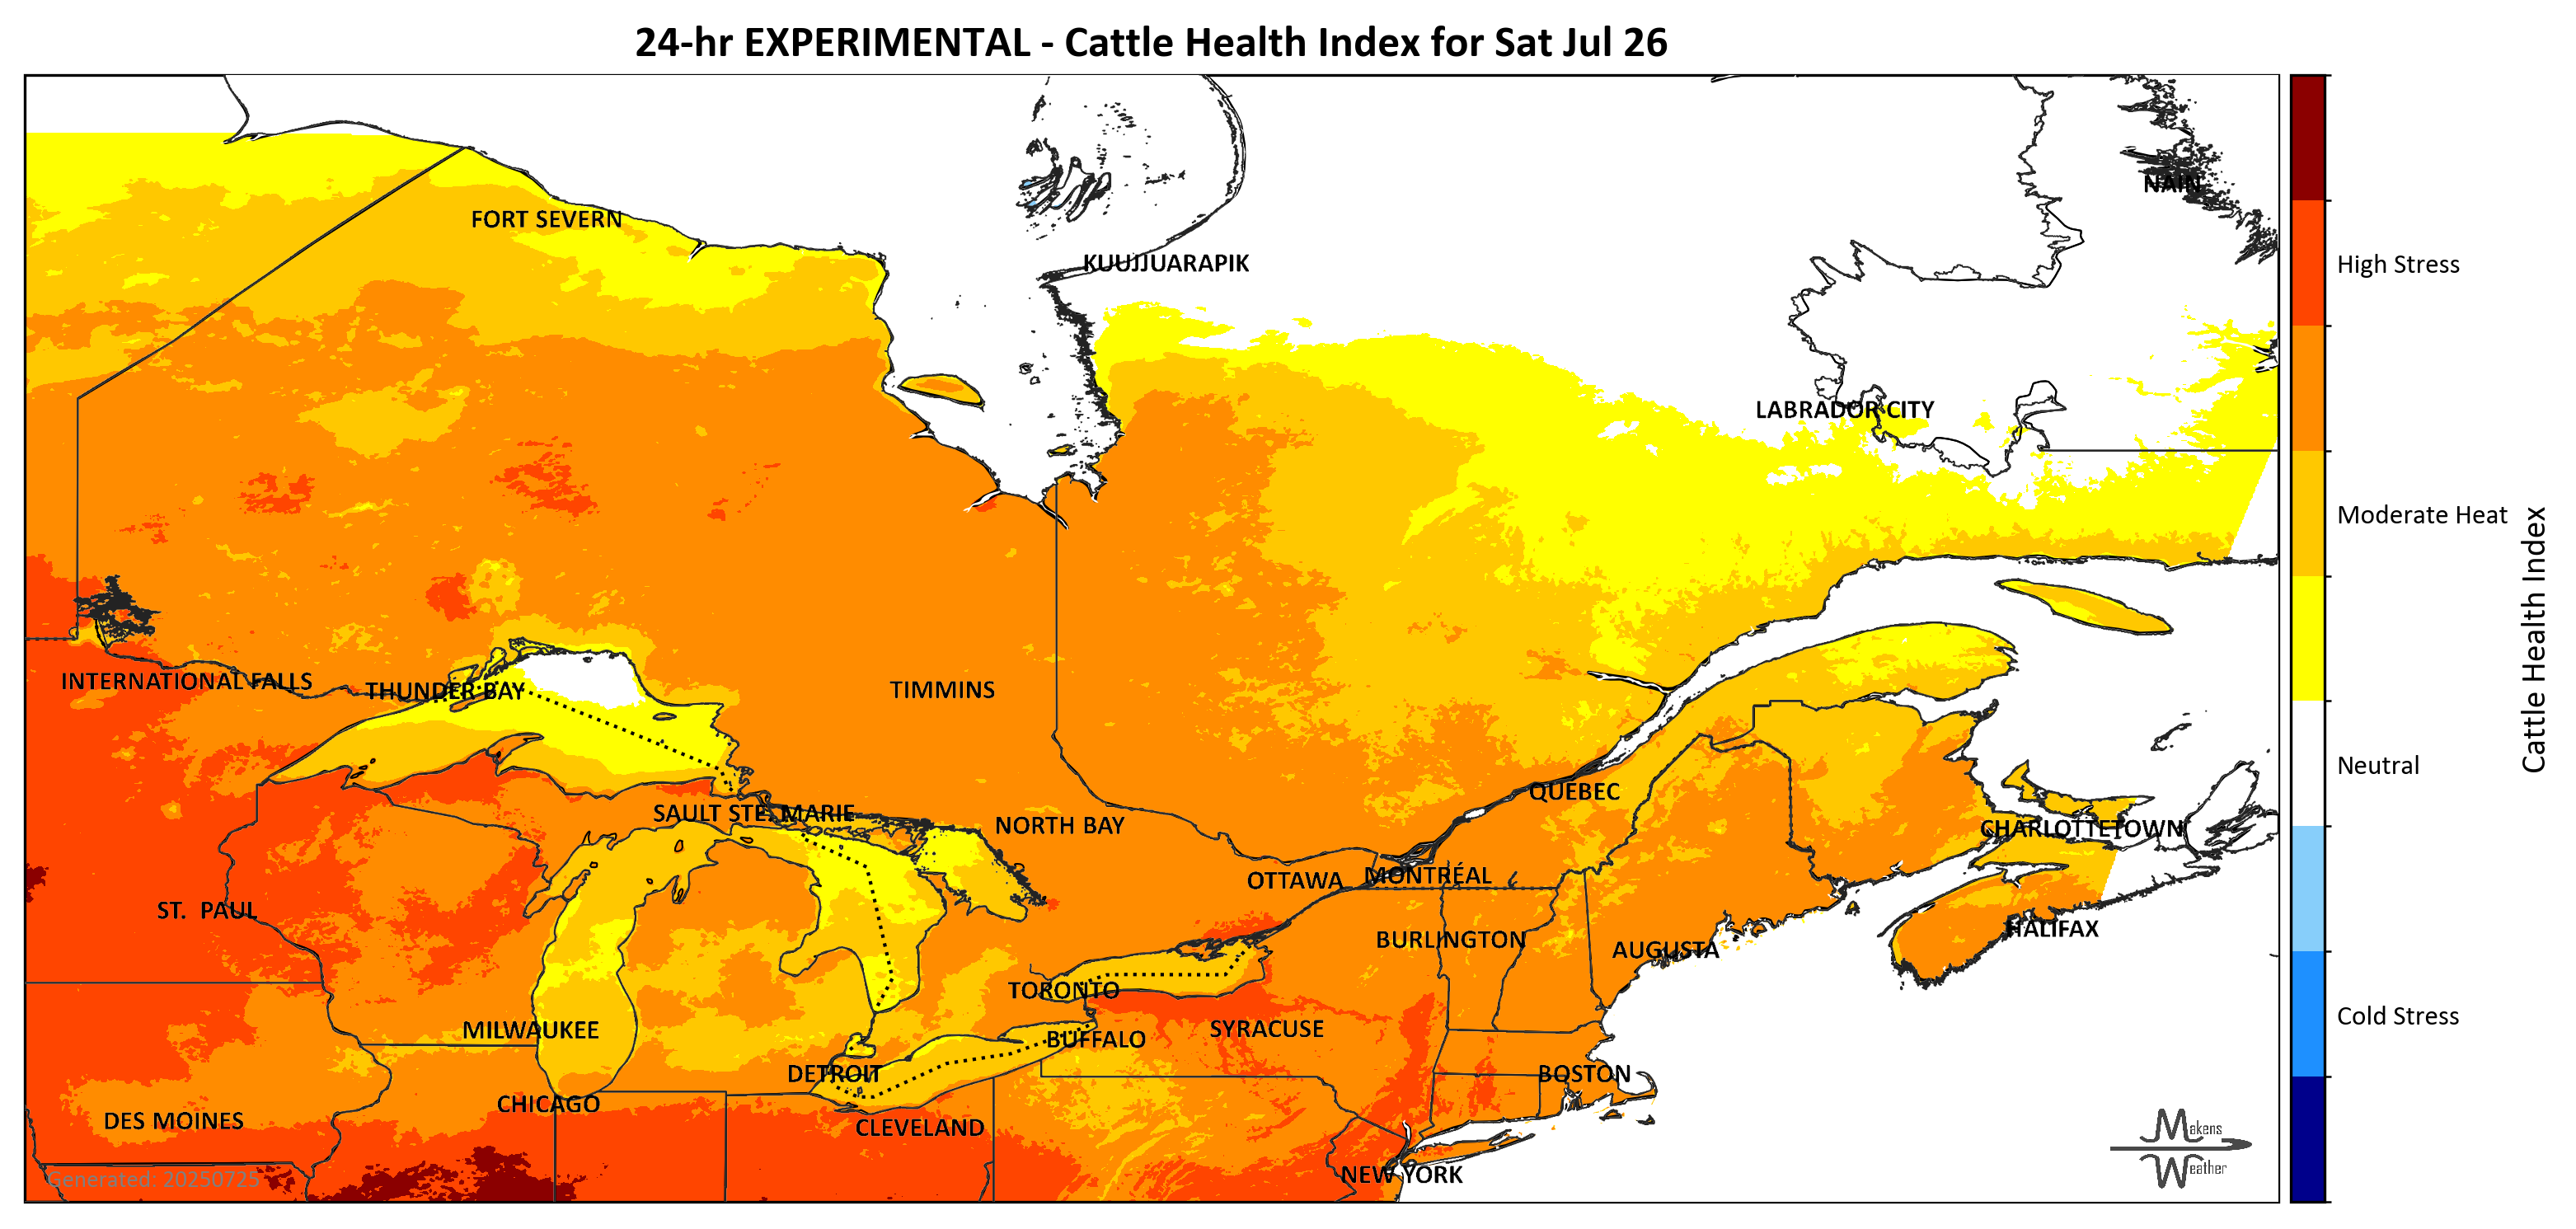 24-hr EXPERIMENTAL - Cattle Health Index for Sat Jul 26
NAIN
FORT SEVERN
KUUJJUARAPIK
High Stress
LABRADOR CITY
Moderate Heat
Cattle Health Index
INTERNATIONAL FALLS
THUNDER BAY
TIMMINS
Neutral
QUEBEC
SAULT STE. MARIE
NORTH BAY
CHARLOTTETOWN
OTTAWA
MONTRÉAL
ST. PAUL
HALIFAX
BURLINGTON
AUGUSTA
TORONTO
Cold Stress
MILWAUKEE
SYRACUSE
BUFFALO
DETROIT
BOSTON
CHICAGO
DES MOINES
CLEVELAND
Makens
Weather
NEW YORK
Generated: 20250725